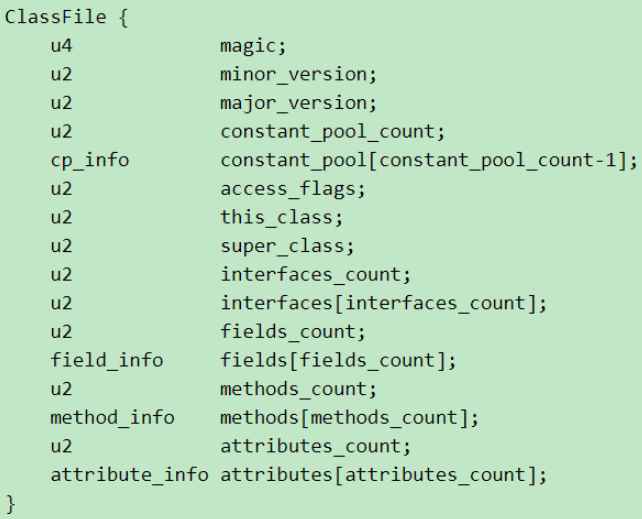 ClassFile {
    u4             magic;
    u2             minor_version;
    u2             major_version;
    u2             constant_pool_count;
    cp_info        constant_pool[constant_pool_count-1];
    u2             access_flags;
    u2             this_class;
    u2             super_class;
    u2             interfaces_count;
    u2             interfaces[interfaces_count];
    u2             fields_count;
    field_info     fields[fields_count];
    u2             methods_count;
    method_info    methods[methods_count];
    u2             attributes_count;
    attribute_info attributes[attributes_count];
}